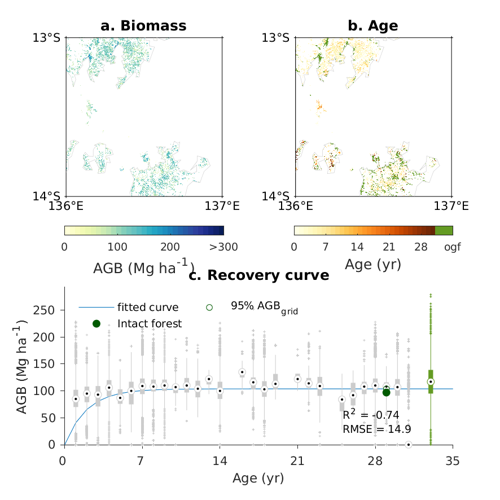 a. Biomass
b. Age
13°S
13°S
14°S
14°S
136°E
137°E
136°E
137°E
0
100
200
>300
0
7
14
21
28
ogf
AGB (Mg ha⁻¹)
Age (yr)
c. Recovery curve
fitted curve
95% AGB_grid
Intact forest
250
200
150
100
50
0
AGB (Mg ha⁻¹)
R² = -0.74
RMSE = 14.9
0
7
14
21
28
35
Age (yr)